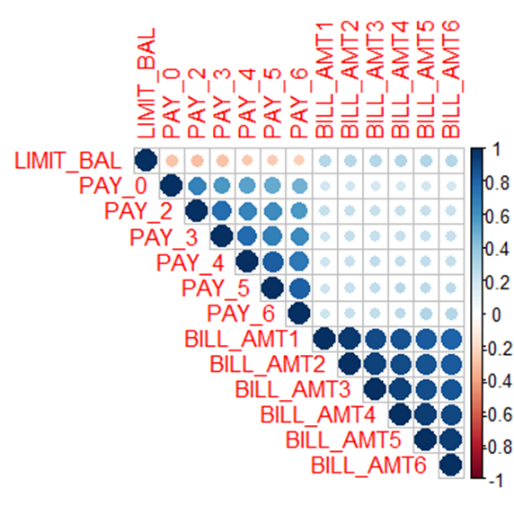 LIMIT_BAL
PAY_0
PAY_2
PAY_3
PAY_4
PAY_5
PAY_6
BILL_AMT1
BILL_AMT2
BILL_AMT3
BILL_AMT4
BILL_AMT5
BILL_AMT6
LIMIT_BAL
PAY_0
PAY_2
PAY_3
PAY_4
PAY_5
PAY_6
BILL_AMT1
BILL_AMT2
BILL_AMT3
BILL_AMT4
BILL_AMT5
BILL_AMT6
1
0.8
0.6
0.4
0.2
0
-0.2
-0.4
-0.6
-0.8
-1